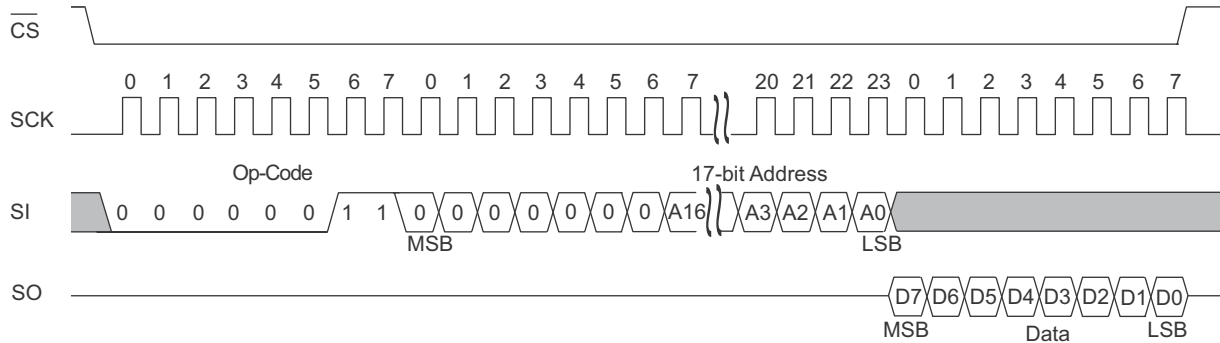 CS
0 1 2 3 4 5 6 7 0 1 2 3 4 5 6 7 20 21 22 23 0 1 2 3 4 5 6 7
SCK
Op-Code 17-bit Address
SI 0 0 0 0 0 0 1 1 0 0 0 0 0 0 0 A16 A3 A2 A1 A0
MSB LSB
SO D7 D6 D5 D4 D3 D2 D1 D0
MSB Data LSB